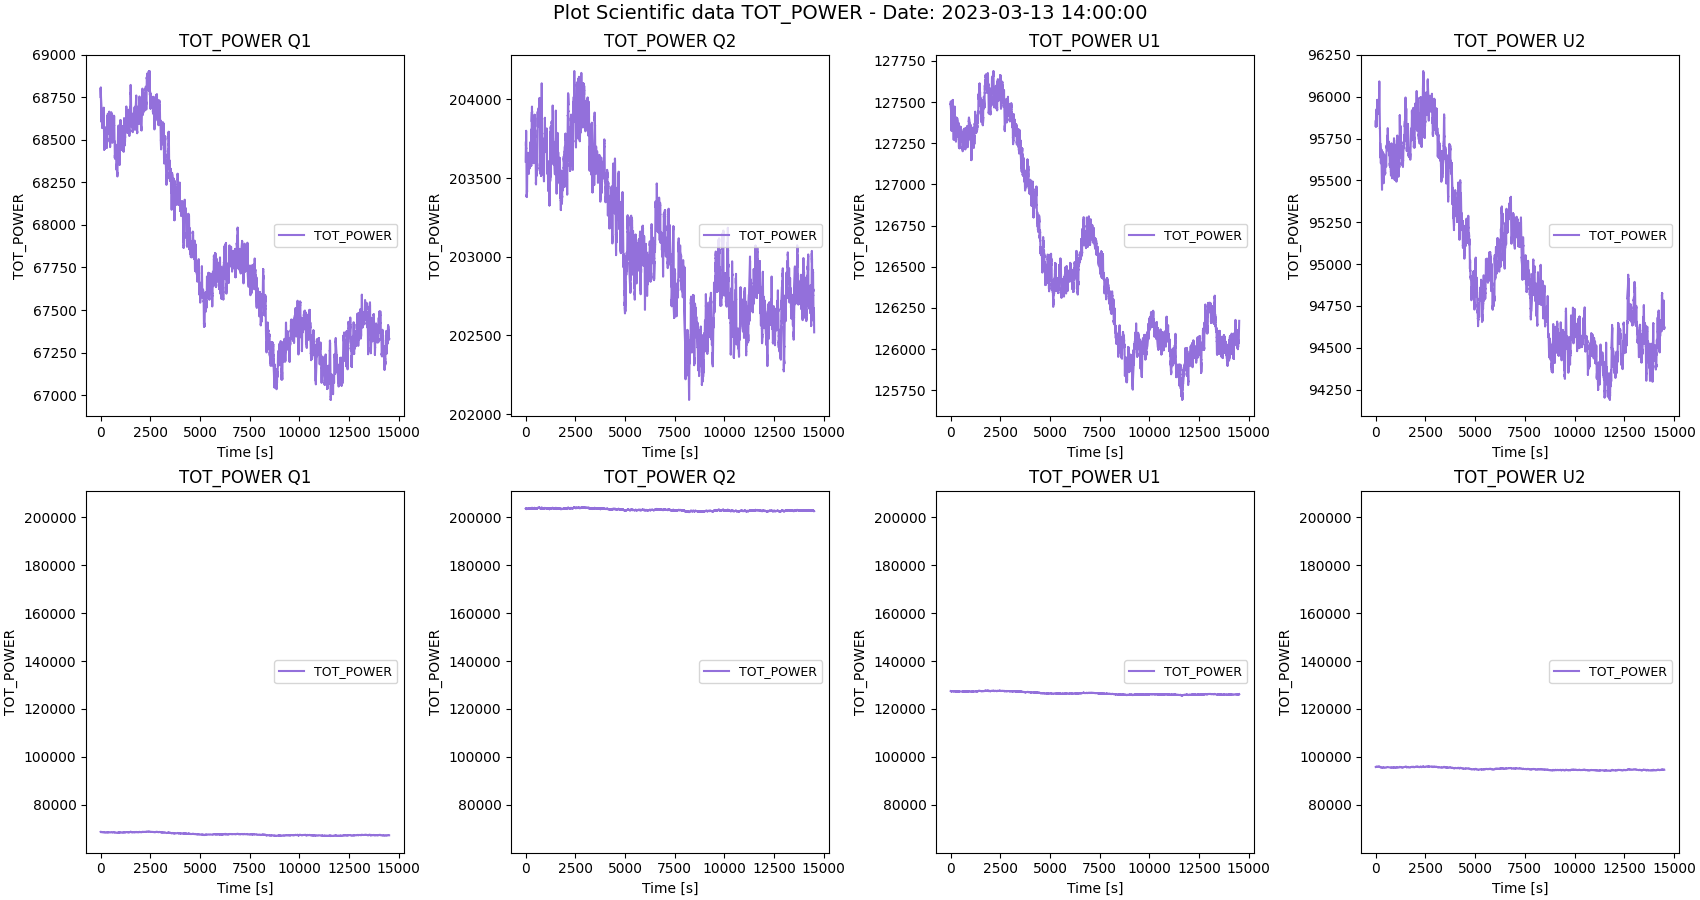 Plot Scientific data TOT_POWER - Date: 2023-03-13 14:00:00
TOT_POWER Q1
69000
68750
68500
68250
68000
67750
67500
67250
67000
TOT_POWER
TOT_POWER
0 2500 5000 7500 10000 12500 15000
Time [s]
TOT_POWER Q2
204000
203500
203000
202500
202000
TOT_POWER
TOT_POWER
0 2500 5000 7500 10000 12500 15000
Time [s]
TOT_POWER U1
127750
127500
127250
127000
126750
126500
126250
126000
125750
TOT_POWER
TOT_POWER
0 2500 5000 7500 10000 12500 15000
Time [s]
TOT_POWER U2
96250
96000
95750
95500
95250
95000
94750
94500
94250
TOT_POWER
TOT_POWER
0 2500 5000 7500 10000 12500 15000
Time [s]
TOT_POWER Q1
200000
180000
160000
140000
120000
100000
80000
TOT_POWER
TOT_POWER
0 2500 5000 7500 10000 12500 15000
Time [s]
TOT_POWER Q2
200000
180000
160000
140000
120000
100000
80000
TOT_POWER
TOT_POWER
0 2500 5000 7500 10000 12500 15000
Time [s]
TOT_POWER U1
200000
180000
160000
140000
120000
100000
80000
TOT_POWER
TOT_POWER
0 2500 5000 7500 10000 12500 15000
Time [s]
TOT_POWER U2
200000
180000
160000
140000
120000
100000
80000
TOT_POWER
TOT_POWER
0 2500 5000 7500 10000 12500 15000
Time [s]